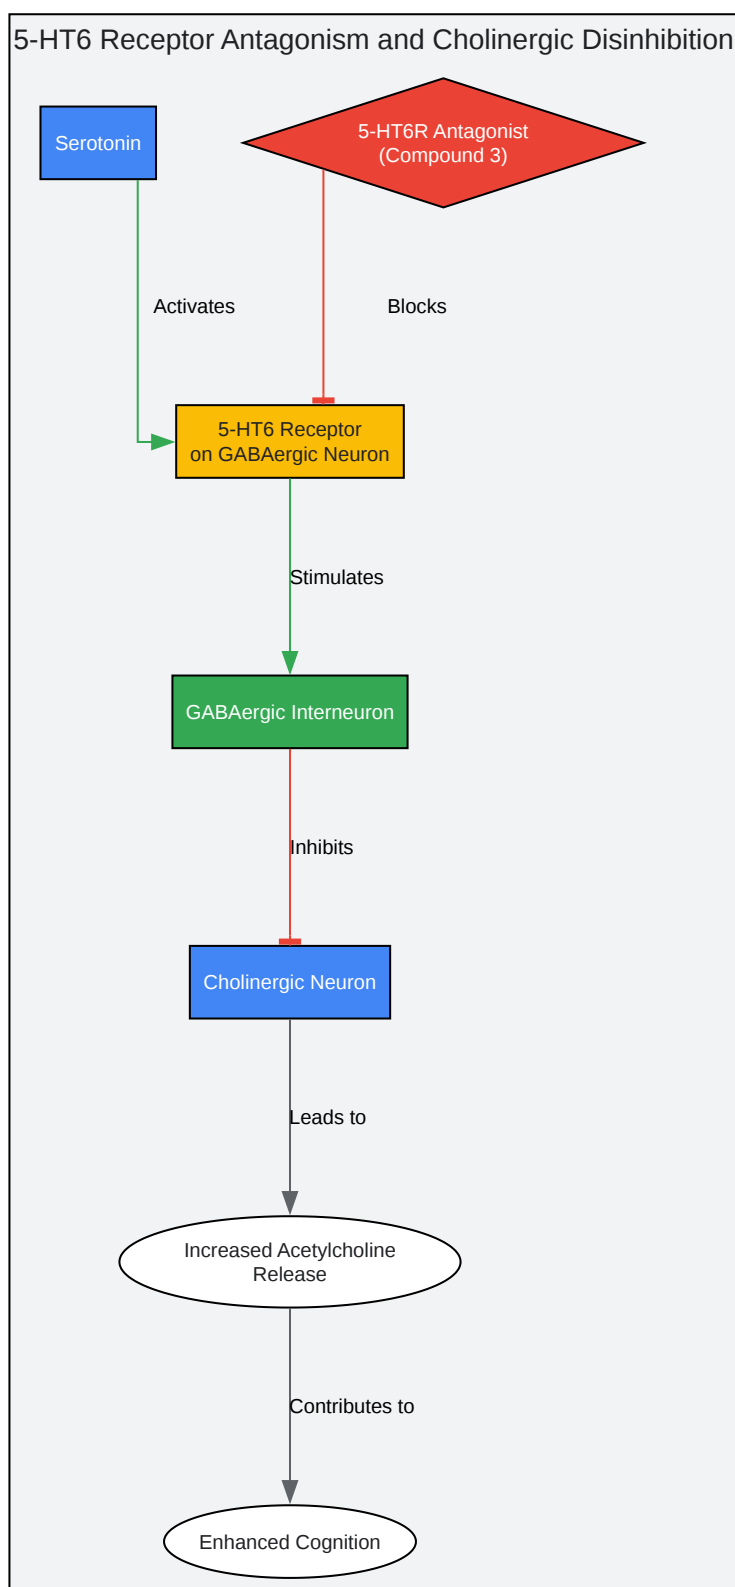 5-HT6 Receptor Antagonism and Cholinergic Disinhibition
Serotonin
5-HT6R Antagonist
(Compound 3)
Activates
Blocks
5-HT6 Receptor
on GABAergic Neuron
Stimulates
GABAergic Interneuron
Inhibits
Cholinergic Neuron
Leads to
Increased Acetylcholine
Release
Contributes to
Enhanced Cognition